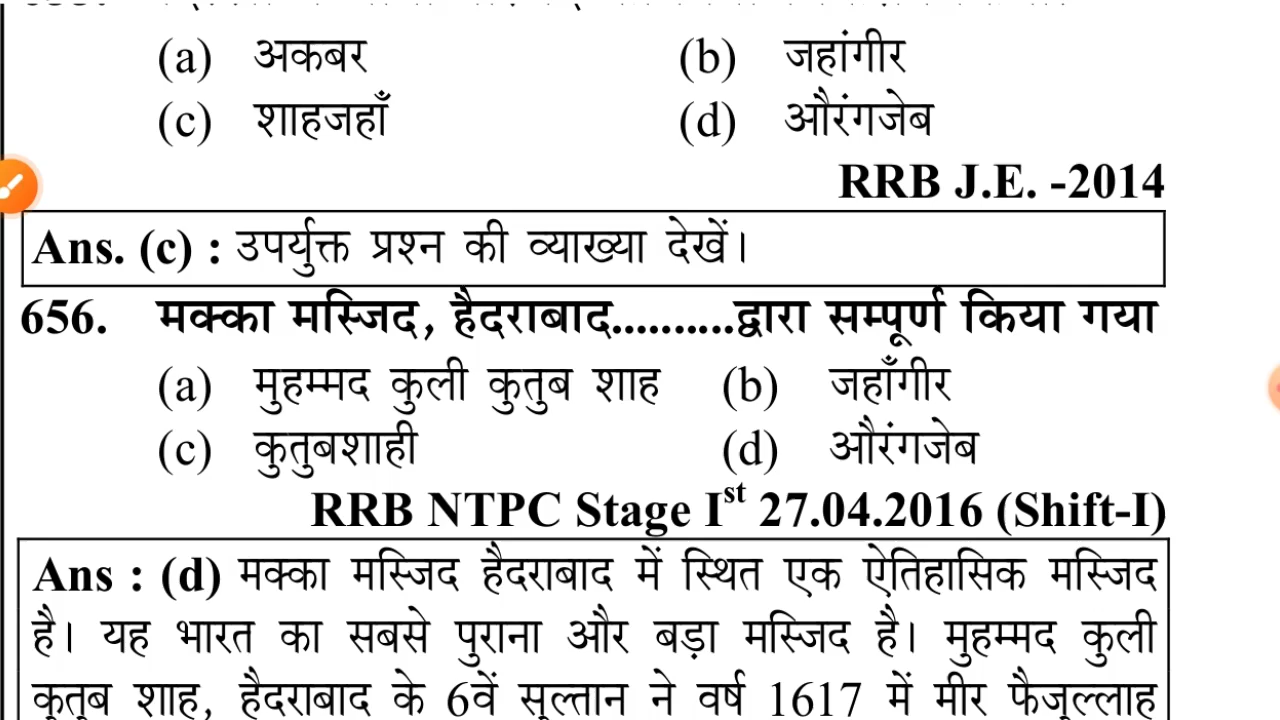 (a) अकबर (b) जहांगीर
(c) शाहजहाँ (d) औरंगजेब
RRB J.E. -2014
Ans. (c) : उपर्युक्त प्रश्न की व्याख्या देखें।
656. मक्का मस्जिद, हैदराबाद..........द्वारा सम्पूर्ण किया गया
(a) मुहम्मद कुली कुतुब शाह (b) जहाँगीर
(c) कुतुबशाही (d) औरंगजेब
RRB NTPC Stage Ist 27.04.2016 (Shift-I)
Ans : (d) मक्का मस्जिद हैदराबाद में स्थित एक ऐतिहासिक मस्जिद
है। यह भारत का सबसे पुराना और बड़ा मस्जिद है। मुहम्मद कुली
कुतुब शाह, हैदराबाद के 6वें सुल्तान ने वर्ष 1617 में मीर फैजुल्लाह